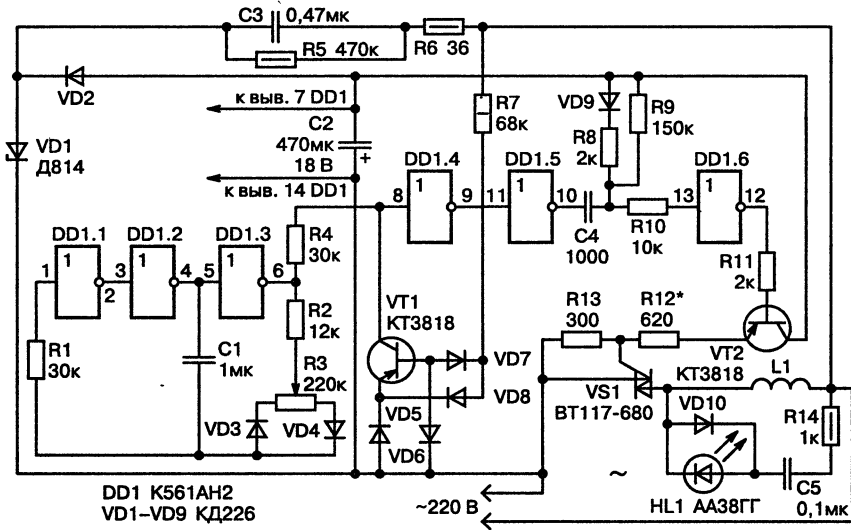 C3 0,47мк
R5 470к
R6 36
VD2
к выв. 7 DD1
C2
470мк
18 В
к выв. 14 DD1
VD1
Д814
R7
68к
VD9
R8
2к
R9
150к
DD1.4
1
8
9
DD1.5
1
11
10
C4
1000
R10
10к
DD1.6
1
13
12
DD1.1
1
1
2
DD1.2
1
3
4
DD1.3
1
5
6
R4
30к
R2
12к
R3
220к
R1
30к
C1
1мк
VD3
VD4
VT1
КТ3818
VD5
VD6
VD7
VD8
R11
2к
R13
300
R12*
620
VT2
КТ3818
VS1
ВТ117-680
L1
VD10
R14
1к
C5
0,1мк
HL1 АА38ГГ
~
~220 В
DD1 К561АН2
VD1–VD9 КД226